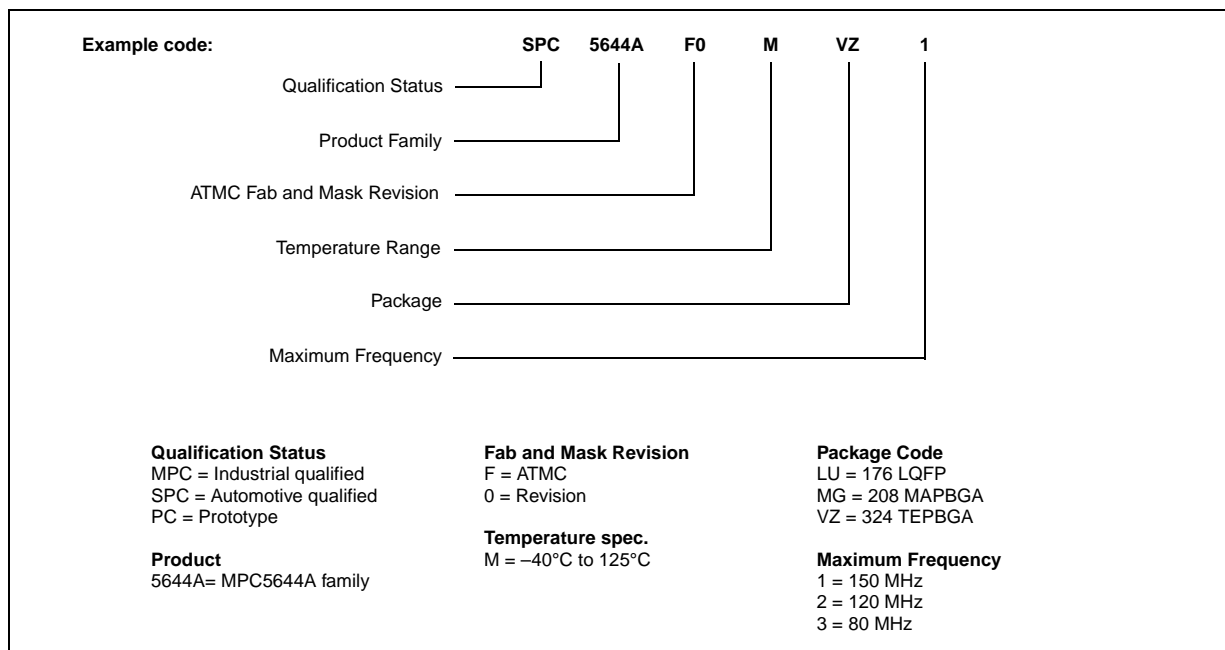 Example code: SPC 5644A F0 M VZ 1
Qualification Status
Product Family
ATMC Fab and Mask Revision
Temperature Range
Package
Maximum Frequency
Qualification Status
MPC = Industrial qualified
SPC = Automotive qualified
PC = Prototype
Product
5644A= MPC5644A family
Fab and Mask Revision
F = ATMC
0 = Revision
Temperature spec.
M = –40°C to 125°C
Package Code
LU = 176 LQFP
MG = 208 MAPBGA
VZ = 324 TEPBGA
Maximum Frequency
1 = 150 MHz
2 = 120 MHz
3 = 80 MHz